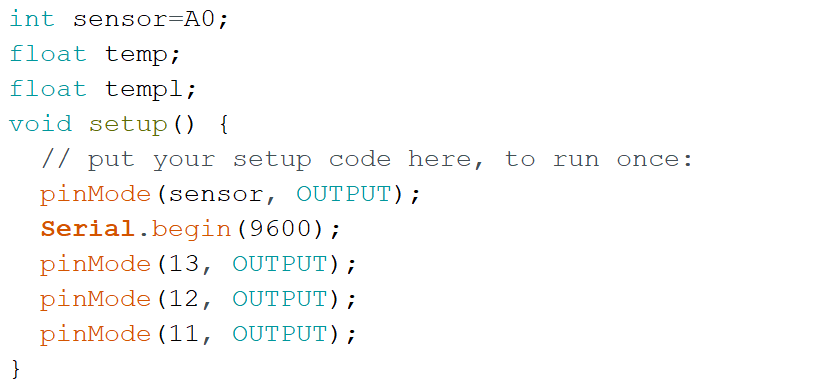 int sensor=A0;
float temp;
float templ;
void setup() {
// put your setup code here, to run once:
pinMode(sensor, OUTPUT);
Serial.begin(9600);
pinMode(13, OUTPUT);
pinMode(12, OUTPUT);
pinMode(11, OUTPUT);
}